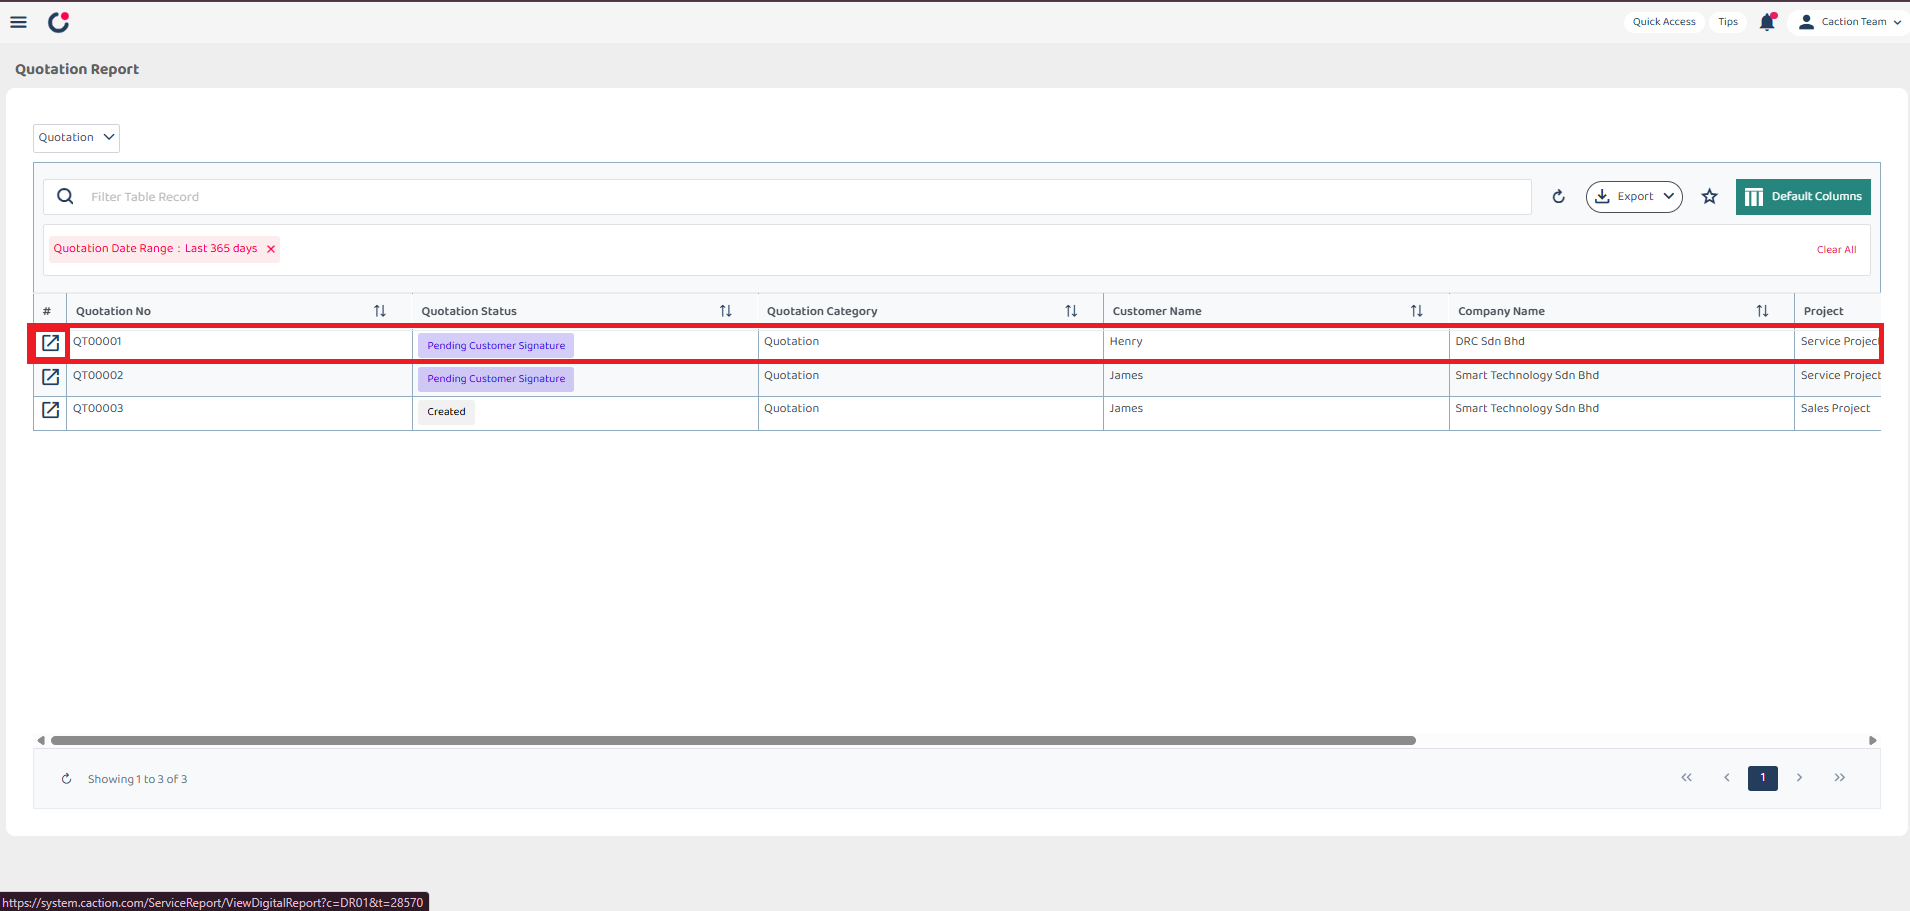 Quick Access Tips Caction Team
Quotation Report
Quotation
Filter Table Record Export Default Columns
Quotation Date Range : Last 365 days × Clear All
# Quotation No Quotation Status Quotation Category Customer Name Company Name Project
QT00001 Pending Customer Signature Quotation Henry DRC Sdn Bhd Service Project
QT00002 Pending Customer Signature Quotation James Smart Technology Sdn Bhd Service Project
QT00003 Created Quotation James Smart Technology Sdn Bhd Sales Project
Showing 1 to 3 of 3 « ‹ 1 › »
https://system.caction.com/ServiceReport/ViewDigitalReport?c=DR01&t=28570